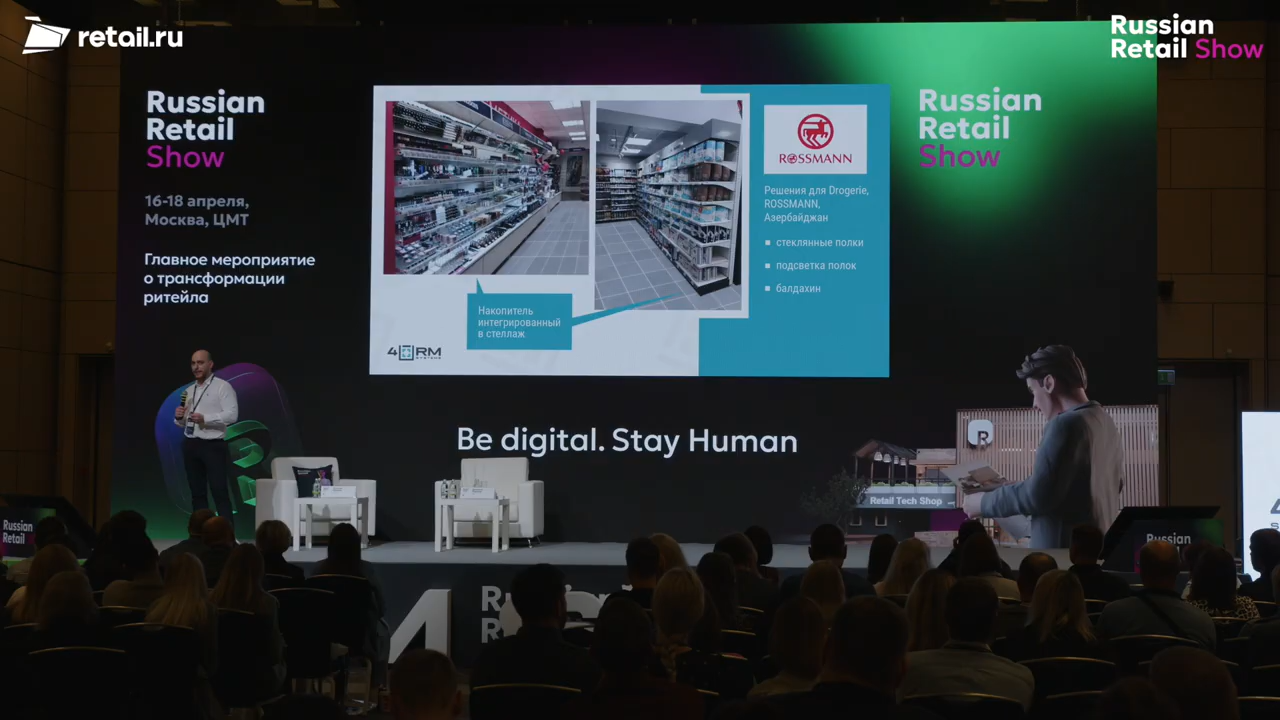 retail.ru
Russian
Retail Show
Russian
Retail
Show
16-18 апреля,
Москва, ЦМТ
Главное мероприятие
о трансформации
ритейла
ROSSMANN
Решения для Drogerie,
ROSSMANN,
Азербайджан
стеклянные полки
подсветка полок
балдахин
Накопитель
интегрированный
в стеллаж
4FORM
SYSTEMS
Russian
Retail
Show
Be digital. Stay Human
R
Retail Tech Shop
Russian
Retail
Russian